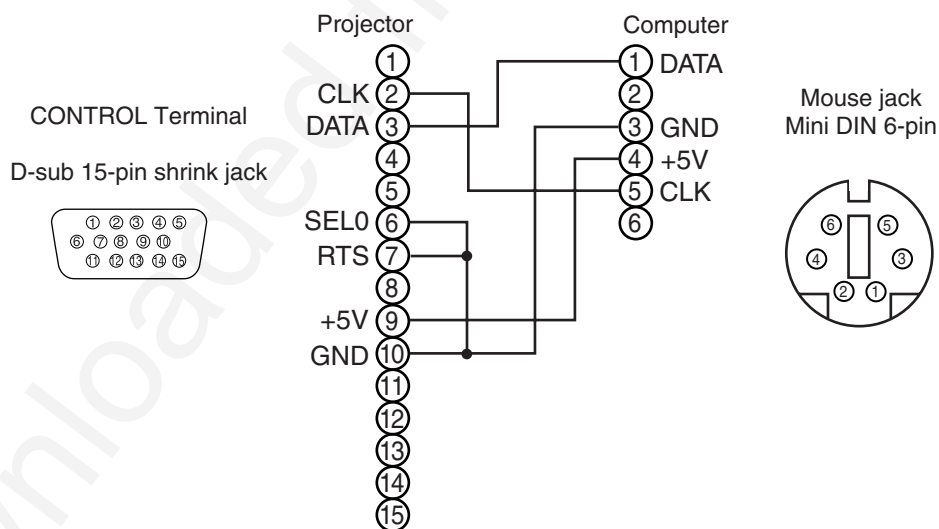 Projector
Computer
CONTROL Terminal
D-sub 15-pin shrink jack
① ② ③ ④ ⑤
⑥ ⑦ ⑧ ⑨ ⑩
⑪ ⑫ ⑬ ⑭ ⑮
①
CLK ②
DATA ③
④
⑤
SEL0 ⑥
RTS ⑦
⑧
+5V ⑨
GND ⑩
⑪
⑫
⑬
⑭
⑮
① DATA
②
③ GND
④ +5V
⑤ CLK
⑥
Mouse jack
Mini DIN 6-pin
⑥ ⑤
④ ③
② ①